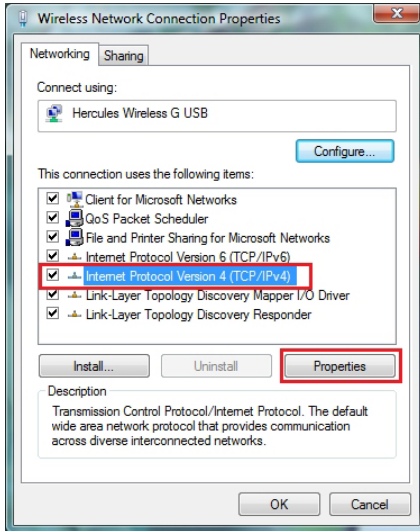 Wireless Network Connection Properties
Networking
Sharing
Connect using:
Hercules Wireless G USB
Configure...
This connection uses the following items:
Client for Microsoft Networks
QoS Packet Scheduler
File and Printer Sharing for Microsoft Networks
Internet Protocol Version 6 (TCP/IPv6)
Internet Protocol Version 4 (TCP/IPv4)
Link-Layer Topology Discovery Mapper I/O Driver
Link-Layer Topology Discovery Responder
Install...
Uninstall
Properties
Description
Transmission Control Protocol/Internet Protocol. The default
wide area network protocol that provides communication
across diverse interconnected networks.
OK
Cancel